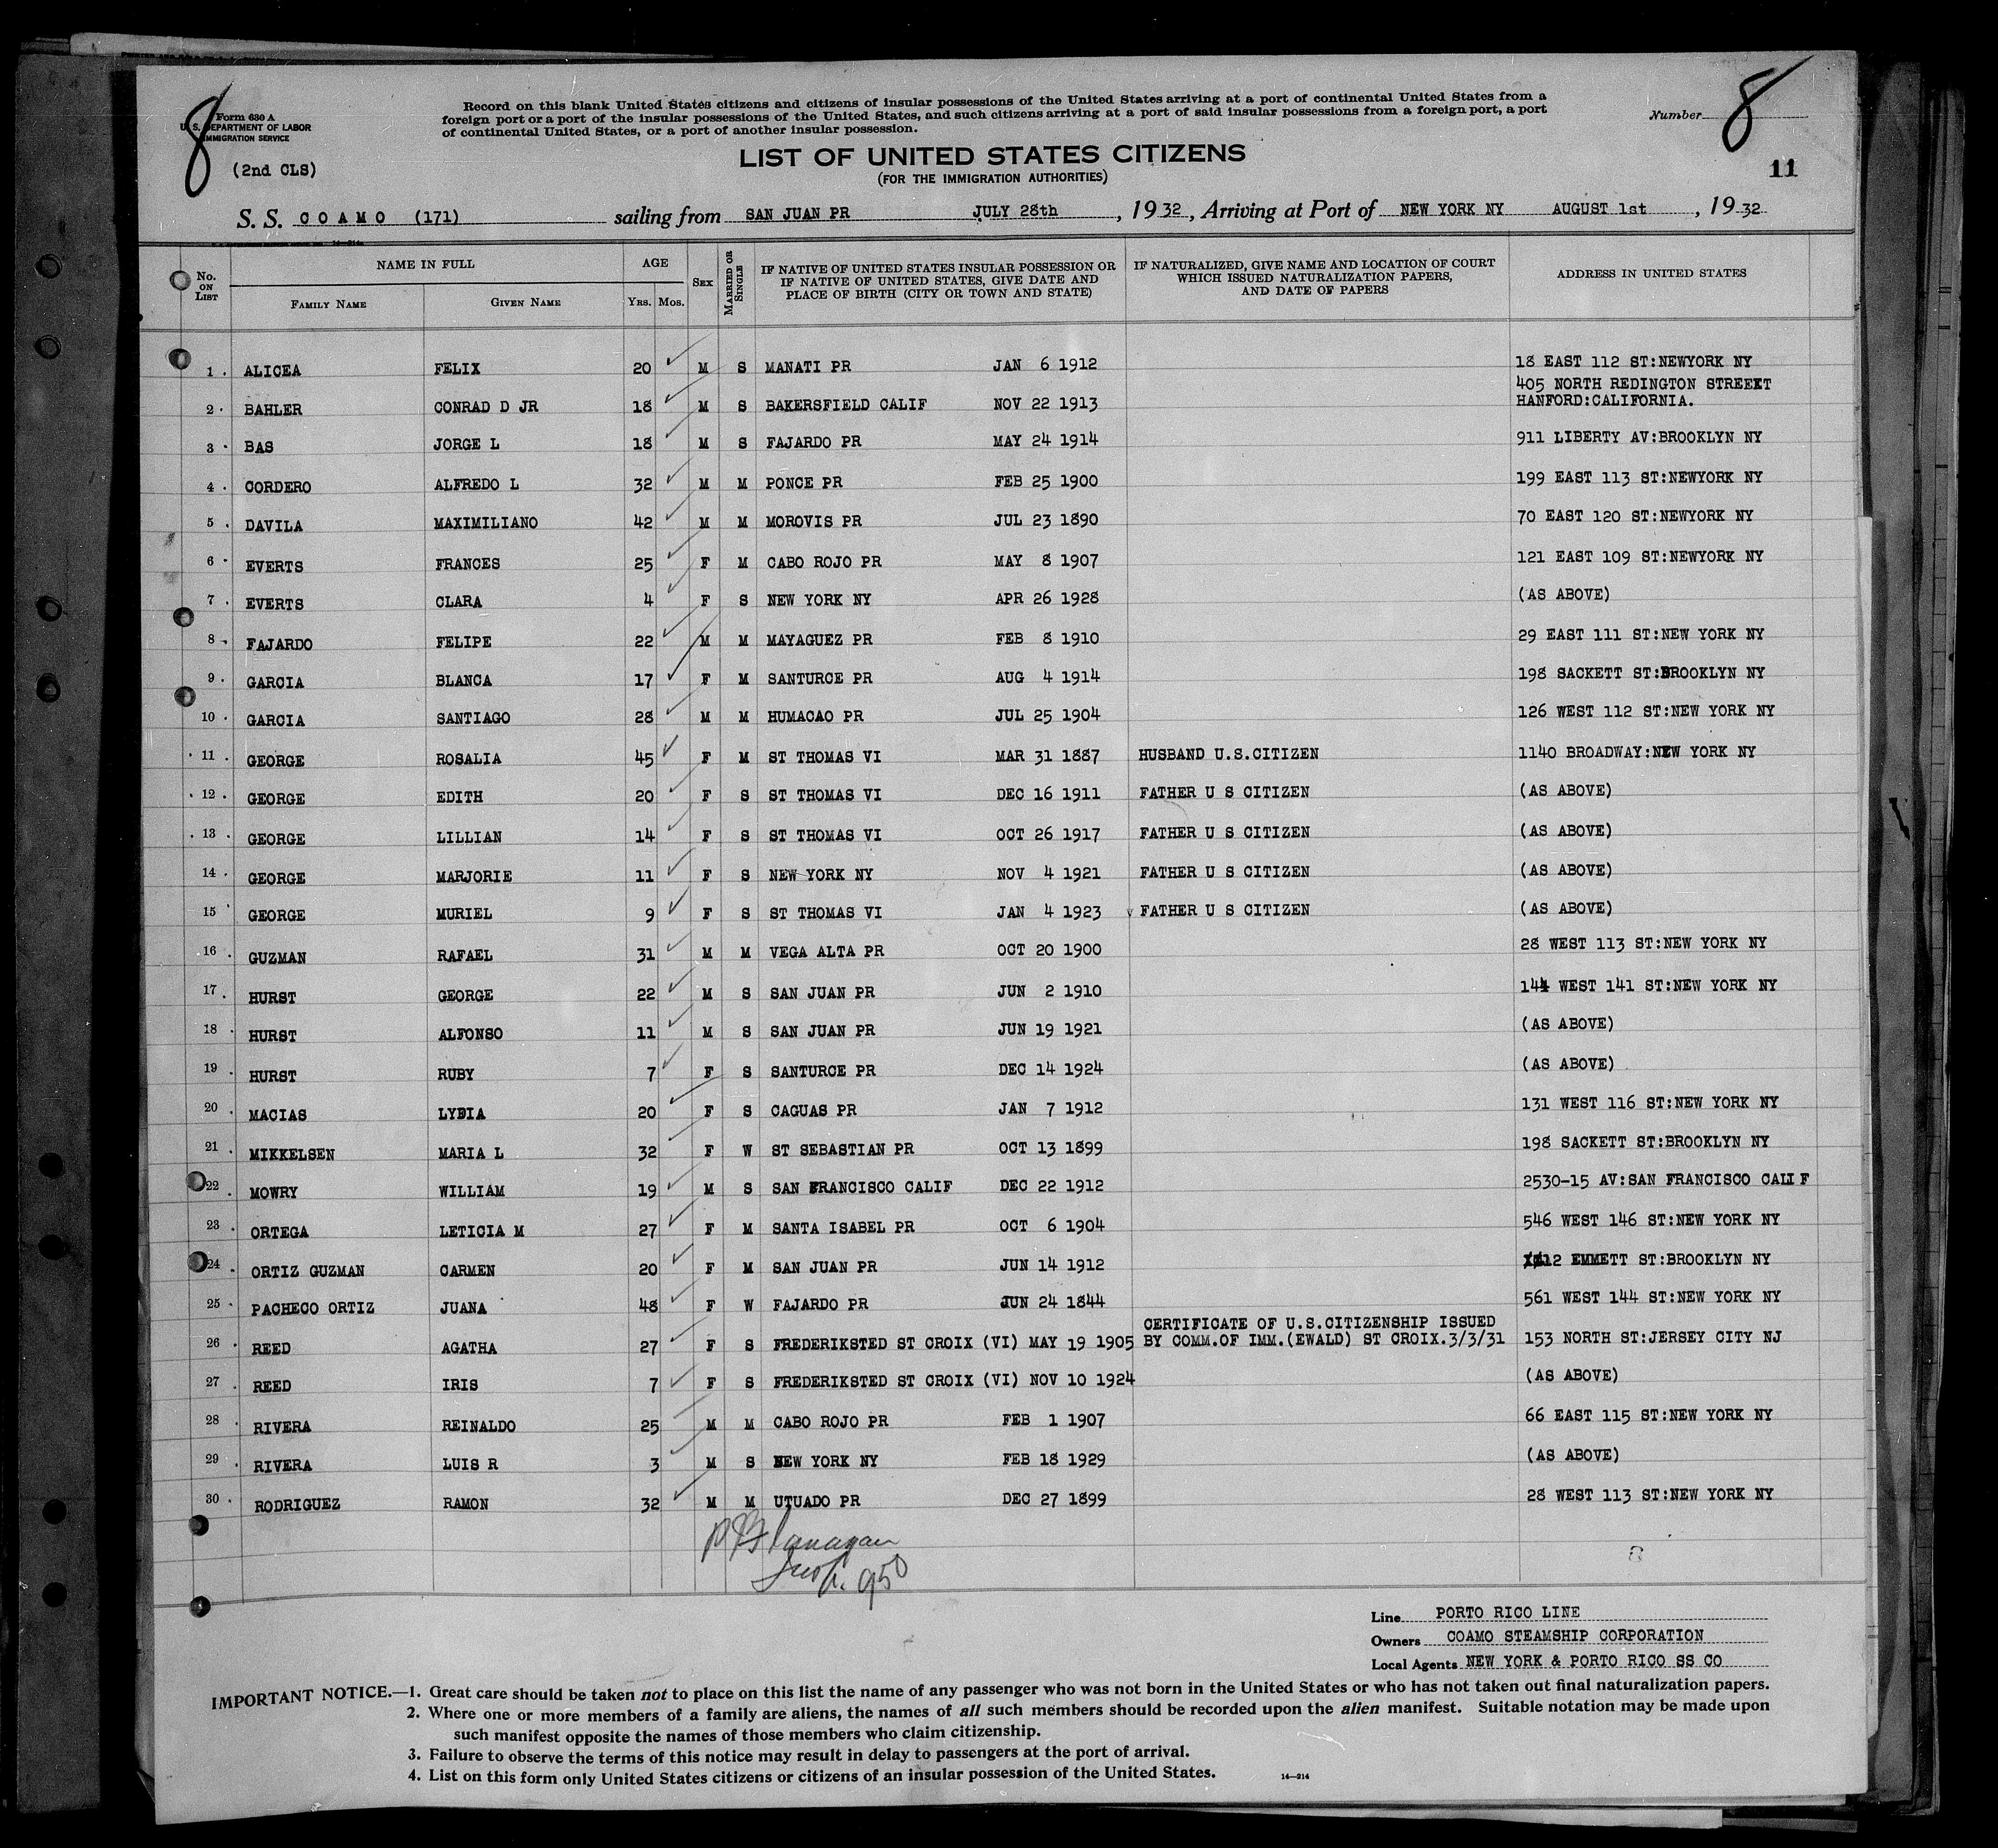 8
8
Form 630 A
U. S. DEPARTMENT OF LABOR
IMMIGRATION SERVICE
(2nd CLS)
Record on this blank United States citizens and citizens of insular possessions of the United States arriving at a port of continental United States from a
foreign port or a port of the insular possessions of the United States, and such citizens arriving at a port of said insular possessions from a foreign port, a port
of continental United States, or a port of another insular possession.
Number
LIST OF UNITED STATES CITIZENS
(FOR THE IMMIGRATION AUTHORITIES)
11
S. S. COAMO (171) sailing from SAN JUAN PR JULY 28th, 1932, Arriving at Port of NEW YORK NY AUGUST 1st, 1932
No. ON LIST NAME IN FULL FAMILY NAME GIVEN NAME AGE YRS. MOS. SEX MARRIED OR SINGLE IF NATIVE OF UNITED STATES INSULAR POSSESSION OR IF NATIVE OF UNITED STATES, GIVE DATE AND PLACE OF BIRTH (CITY OR TOWN AND STATE) IF NATURALIZED, GIVE NAME AND LOCATION OF COURT WHICH ISSUED NATURALIZATION PAPERS, AND DATE OF PAPERS ADDRESS IN UNITED STATES
1 ALICEA FELIX 20 M S MANATI PR JAN 6 1912 18 EAST 112 ST:NEWYORK NY
2 BAHLER CONRAD D JR 18 M S BAKERSFIELD CALIF NOV 22 1913 405 NORTH REDINGTON STREEKT HANFORD:CALIFORNIA.
3 BAS JORGE L 18 M S FAJARDO PR MAY 24 1914 911 LIBERTY AV:BROOKLYN NY
4 CORDERO ALFREDO L 32 M M PONCE PR FEB 25 1900 199 EAST 113 ST:NEWYORK NY
5 DAVILA MAXIMILIANO 42 M M MOROVIS PR JUL 23 1890 70 EAST 120 ST:NEWYORK NY
6 EVERTS FRANCES 25 F M CABO ROJO PR MAY 8 1907 121 EAST 109 ST:NEWYORK NY
7 EVERTS CLARA 4 F S NEW YORK NY APR 26 1928 (AS ABOVE)
8 FAJARDO FELIPE 22 M M MAYAGUEZ PR FEB 8 1910 29 EAST 111 ST:NEW YORK NY
9 GARCIA BLANCA 17 F M SANTURCE PR AUG 4 1914 198 SACKETT ST:BROOKLYN NY
10 GARCIA SANTIAGO 28 M M HUMACAO PR JUL 25 1904 126 WEST 112 ST:NEW YORK NY
11 GEORGE ROSALIA 45 F M ST THOMAS VI MAR 31 1887 HUSBAND U.S.CITIZEN 1140 BROADWAY:NEW YORK NY
12 GEORGE EDITH 20 F S ST THOMAS VI DEC 16 1911 FATHER U S CITIZEN (AS ABOVE)
13 GEORGE LILLIAN 14 F S ST THOMAS VI OCT 26 1917 FATHER U S CITIZEN (AS ABOVE)
14 GEORGE MARJORIE 11 F S NEW YORK NY NOV 4 1921 FATHER U S CITIZEN (AS ABOVE)
15 GEORGE MURIEL 9 F S ST THOMAS VI JAN 4 1923 FATHER U S CITIZEN (AS ABOVE)
16 GUZMAN RAFAEL 31 M M VEGA ALTA PR OCT 20 1900 28 WEST 113 ST:NEW YORK NY
17 HURST GEORGE 22 M S SAN JUAN PR JUN 2 1910 144 WEST 141 ST:NEW YORK NY
18 HURST ALFONSO 11 M S SAN JUAN PR JUN 19 1921 (AS ABOVE)
19 HURST RUBY 7 F S SANTURCE PR DEC 14 1924 (AS ABOVE)
20 MACIAS LYDIA 20 F S CAGUAS PR JAN 7 1912 131 WEST 116 ST:NEW YORK NY
21 MIKKELSEN MARIA L 32 F W ST SEBASTIAN PR OCT 13 1899 198 SACKETT ST:BROOKLYN NY
22 MOWRY WILLIAM 19 M S SAN FRANCISCO CALIF DEC 22 1912 2530-15 AV:SAN FRANCISCO CALIF
23 ORTEGA LETICIA M 27 F M SANTA ISABEL PR OCT 6 1904 546 WEST 146 ST:NEW YORK NY
24 ORTIZ GUZMAN CARMEN 20 F M SAN JUAN PR JUN 14 1912 12 EMMETT ST:BROOKLYN NY
25 PACHECO ORTIZ JUANA 48 F W FAJARDO PR JUN 24 1844 561 WEST 144 ST:NEW YORK NY
26 REED AGATHA 27 F S FREDERIKSTED ST CROIX (VI) MAY 19 1905 CERTIFICATE OF U.S.CITIZENSHIP ISSUED BY COMM.OF IMM.(EWALD) ST CROIX.3/3/31 153 NORTH ST:JERSEY CITY NJ
27 REED IRIS 7 F S FREDERIKSTED ST CROIX (VI) NOV 10 1924 (AS ABOVE)
28 RIVERA REINALDO 25 M M CABO ROJO PR FEB 1 1907 66 EAST 115 ST:NEW YORK NY
29 RIVERA LUIS R 3 M S NEW YORK NY FEB 18 1929 (AS ABOVE)
30 RODRIGUEZ RAMON 32 M M UTUADO PR DEC 27 1899 28 WEST 113 ST:NEW YORK NY
Flanagan
Insp. 950
Line PORTO RICO LINE
Owners COAMO STEAMSHIP CORPORATION
Local Agents NEW YORK & PORTO RICO SS CO
IMPORTANT NOTICE.—1. Great care should be taken not to place on this list the name of any passenger who was not born in the United States or who has not taken out final naturalization papers.
2. Where one or more members of a family are aliens, the names of all such members should be recorded upon the alien manifest. Suitable notation may be made upon
such manifest opposite the names of those members who claim citizenship.
3. Failure to observe the terms of this notice may result in delay to passengers at the port of arrival.
4. List on this form only United States citizens or citizens of an insular possession of the United States.
14—214